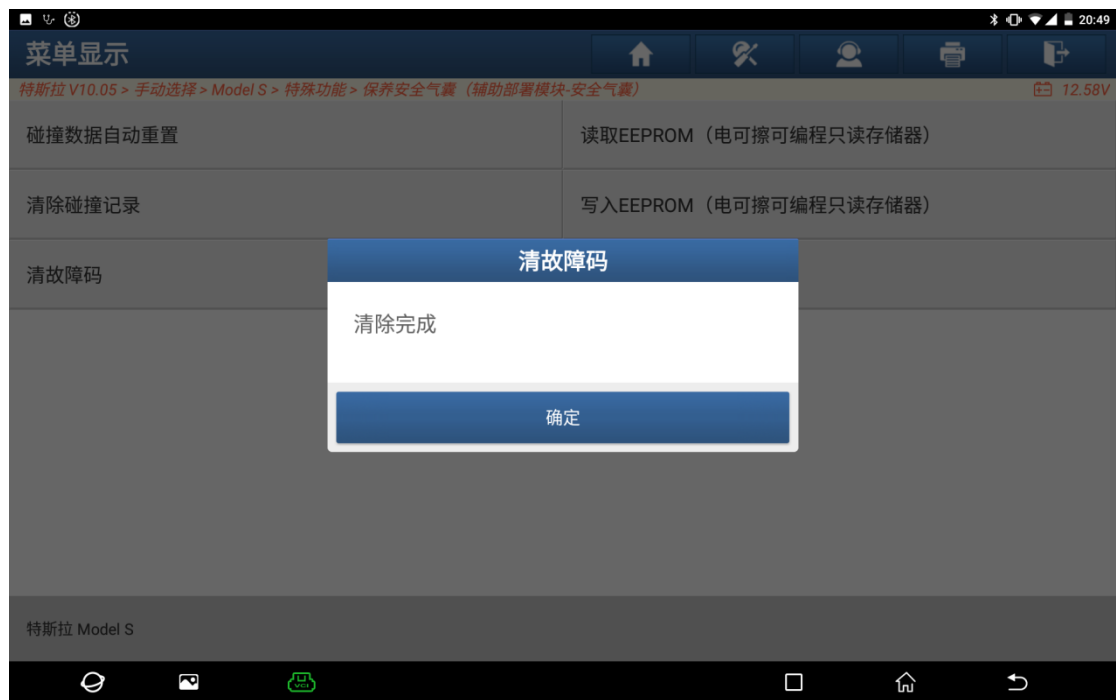 20:49
菜单显示
特斯拉 V10.05 > 手动选择 > Model S > 特殊功能 > 保养安全气囊（辅助部署模块-安全气囊）
12.58V
碰撞数据自动重置
读取EEPROM（电可擦可编程只读存储器）
清除碰撞记录
写入EEPROM（电可擦可编程只读存储器）
清故障码
清故障码
清除完成
确定
特斯拉 Model S
VCI